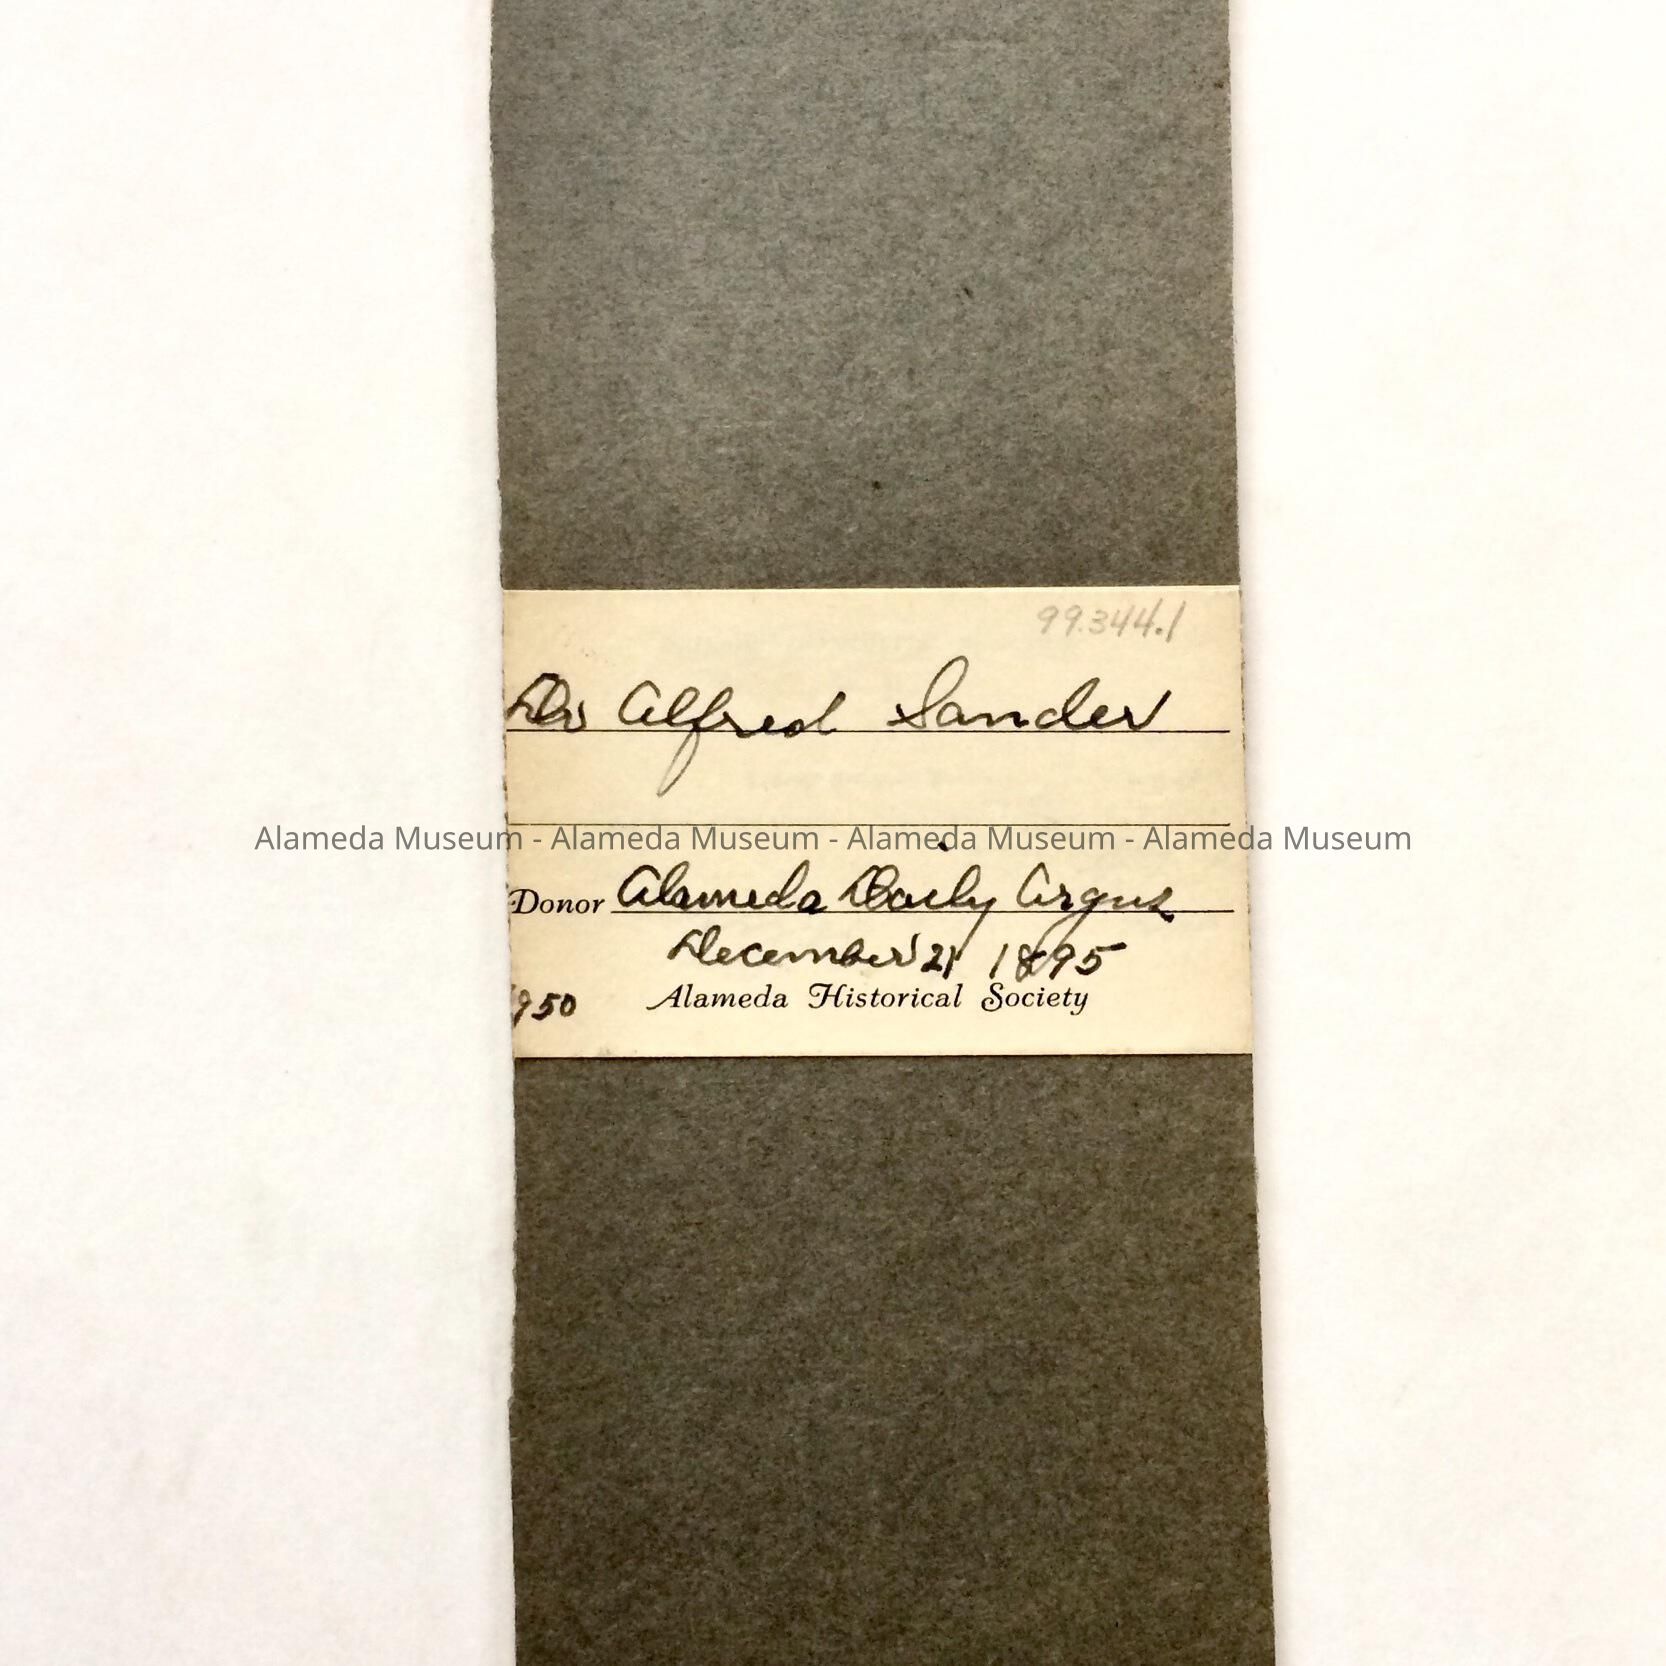 99.344.1
Dr Alfred Sander
Alameda Museum - Alameda Museum - Alameda Museum - Alameda Museum
Donor Alameda Daily Argus
December 21 1895
950 Alameda Historical Society